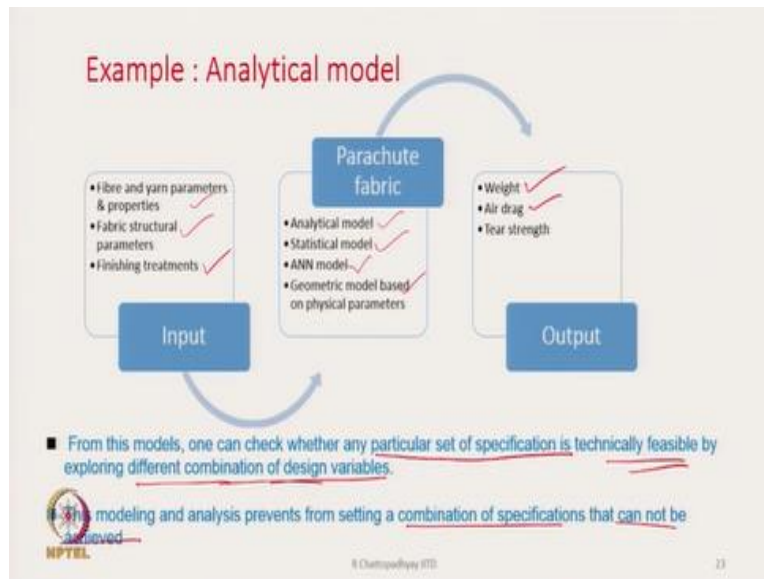 Example : Analytical model
Parachute
fabric
•Fibre and yarn parameters
& properties
•Fabric structural
parameters
•Finishing treatments
•Analytical model
•Statistical model
•ANN model
•Geometric model based
on physical parameters
•Weight
•Air drag
•Tear strength
Input
Output
■ From this models, one can check whether any particular set of specification is technically feasible by
exploring different combination of design variables.
modeling and analysis prevents from setting a combination of specifications that can not be
achieved
NPTEL
R Chattopadhyay IITD
23